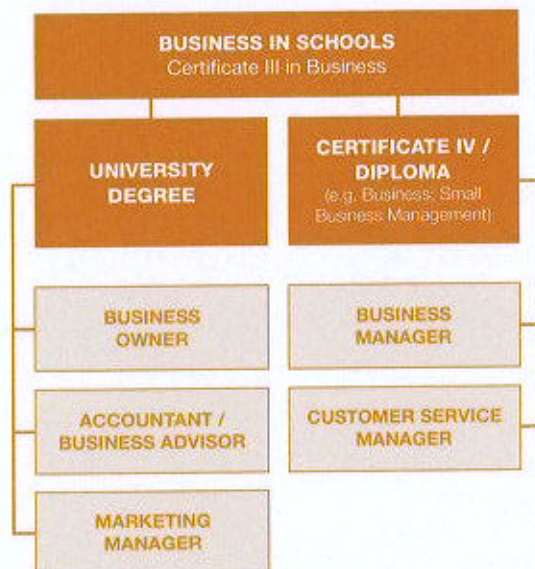 BUSINESS IN SCHOOLS
Certificate III in Business
UNIVERSITY
DEGREE
CERTIFICATE IV /
DIPLOMA
(e.g. Business; Small
Business Management)
BUSINESS
OWNER
BUSINESS
MANAGER
ACCOUNTANT /
BUSINESS ADVISOR
CUSTOMER SERVICE
MANAGER
MARKETING
MANAGER